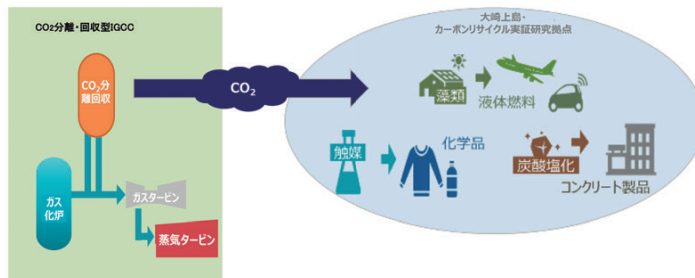 CO2分離・回収型IGCC
CO2分
離回収
ガス
化炉
ガスタービン
蒸気タービン
CO2
大崎上島・
カーボンリサイクル実証研究拠点
藻類
液体燃料
触媒
化学品
炭酸塩化
コンクリート製品